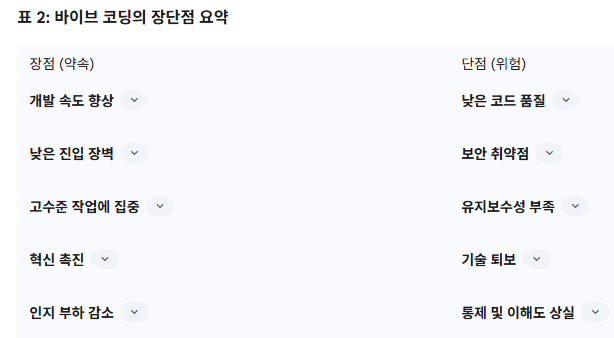 표 2: 바이브 코딩의 장단점 요약
장점 (약속) 단점 (위험)
개발 속도 향상 낮은 코드 품질
낮은 진입 장벽 보안 취약점
고수준 작업에 집중 유지보수성 부족
혁신 촉진 기술 퇴보
인지 부하 감소 통제 및 이해도 상실